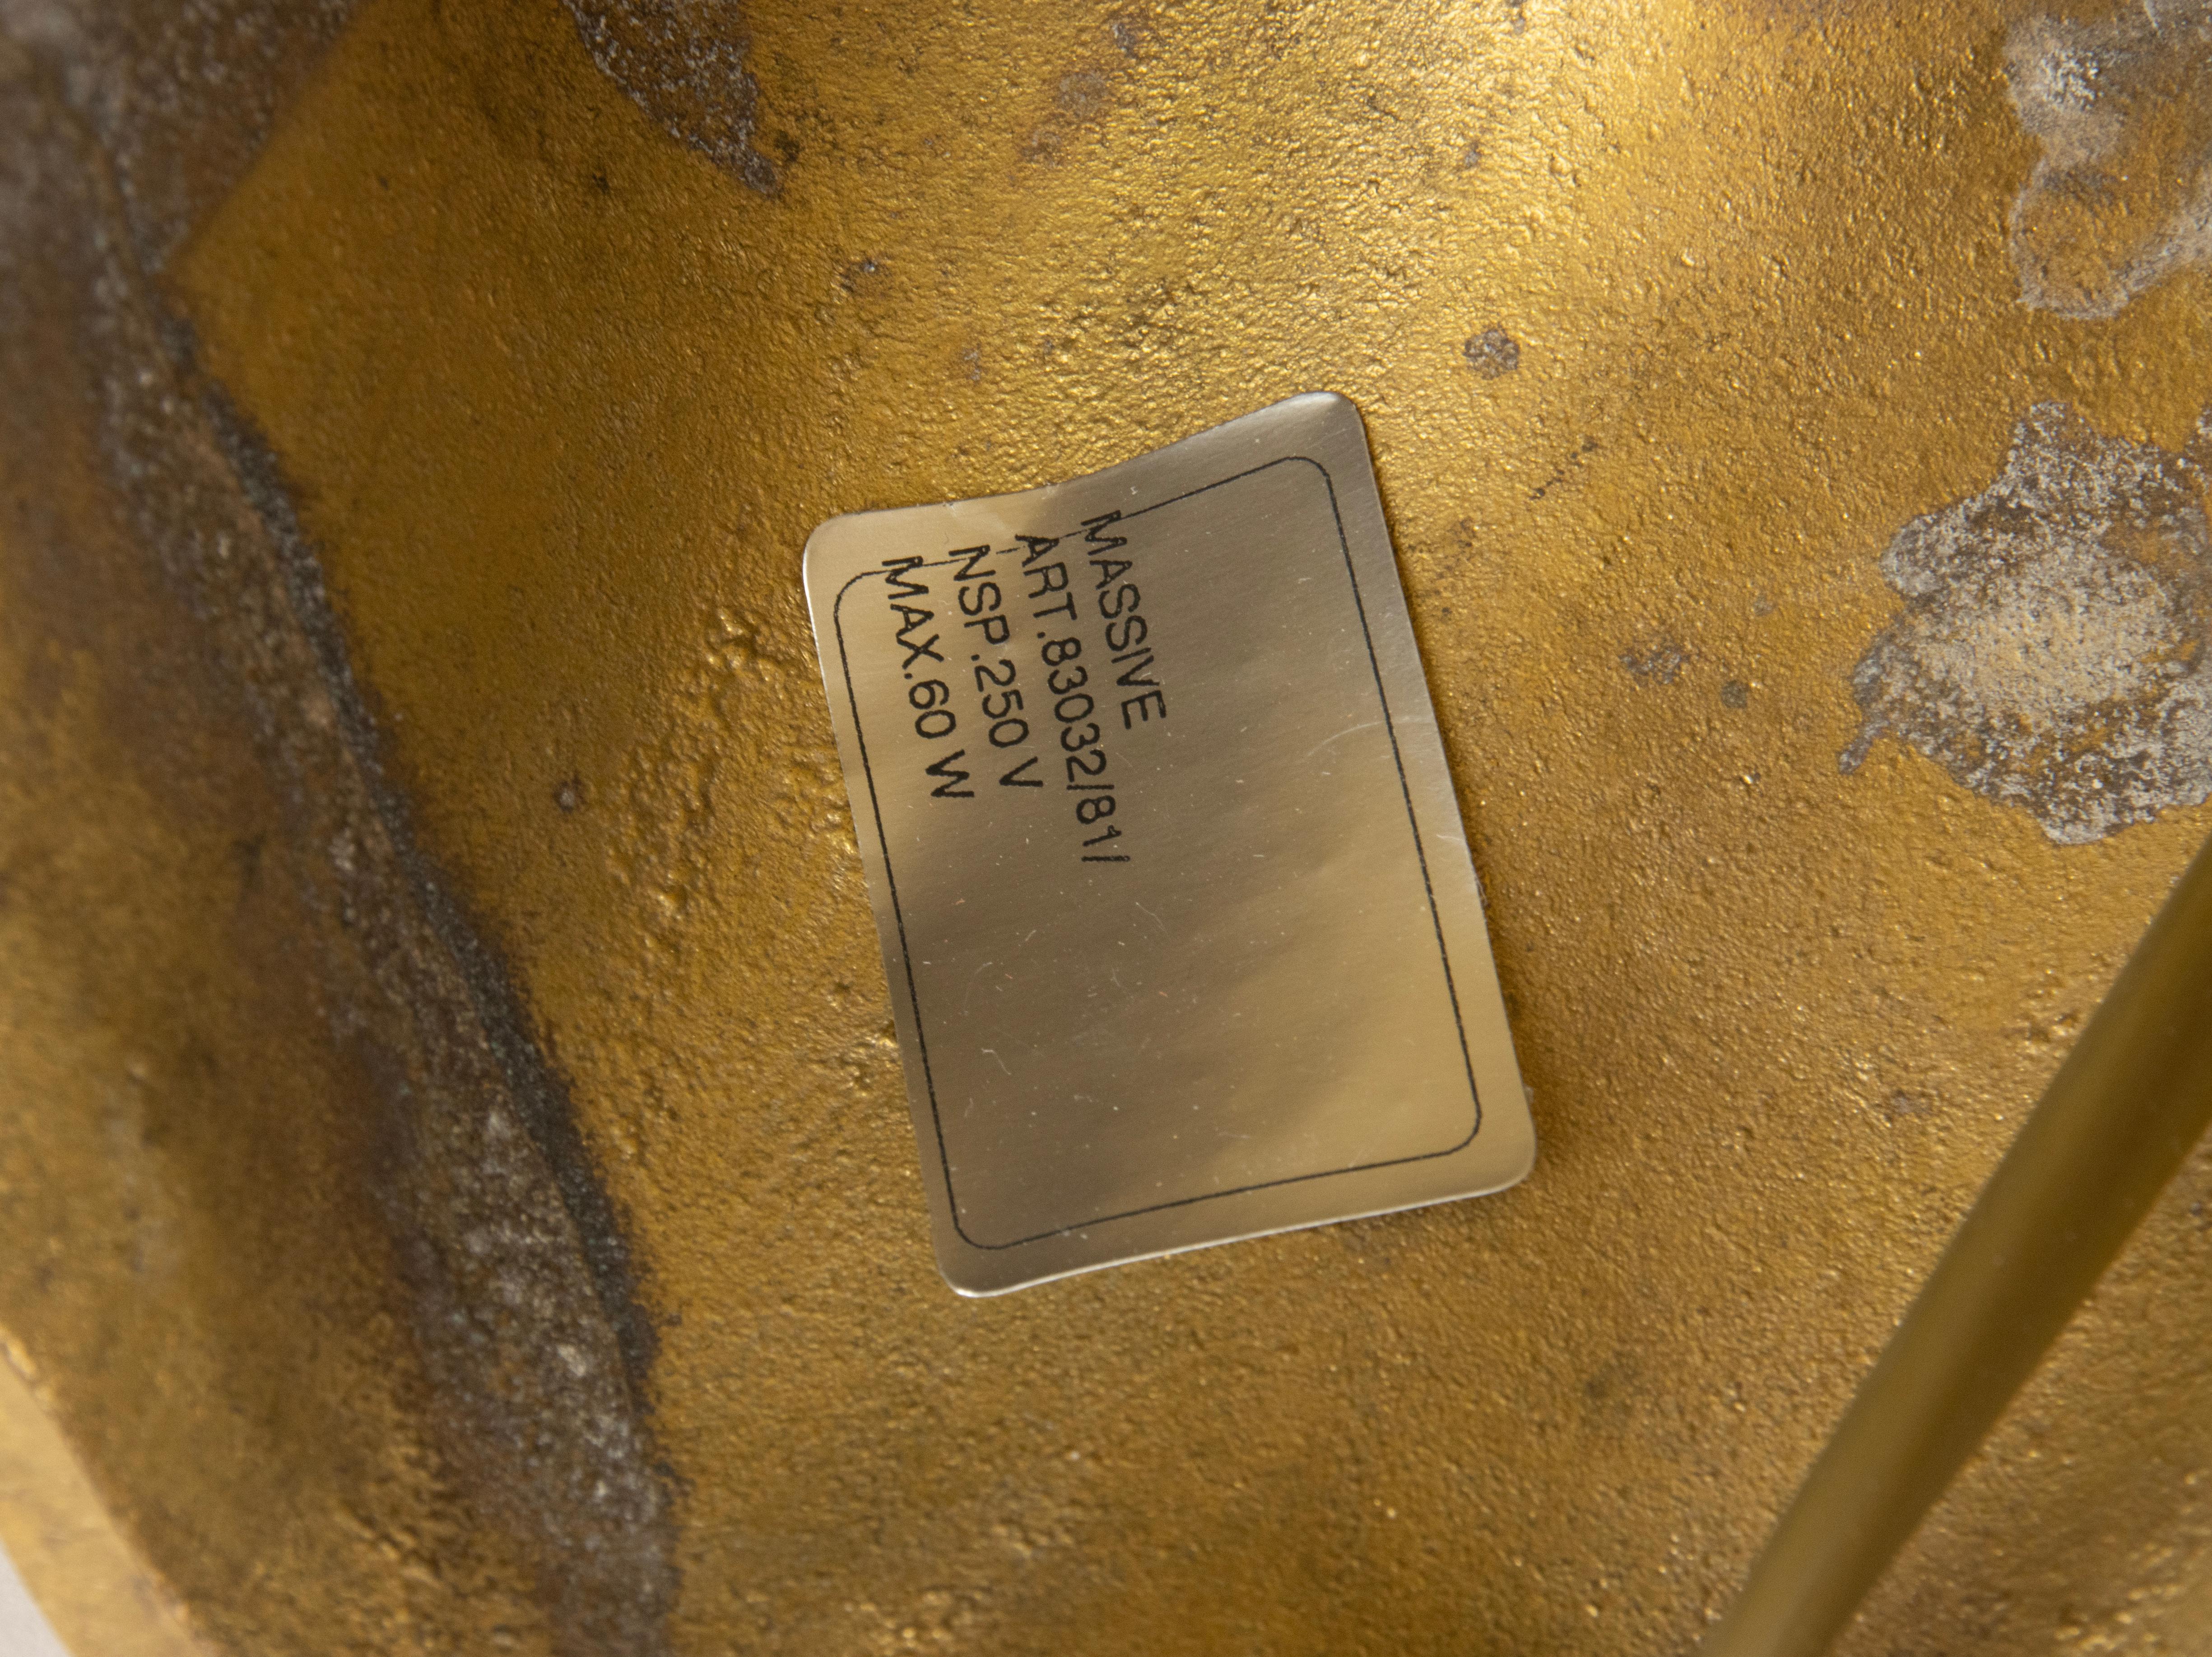 MASSIVE
ART.83032/81/
NSP.250 V
MAX.60 W